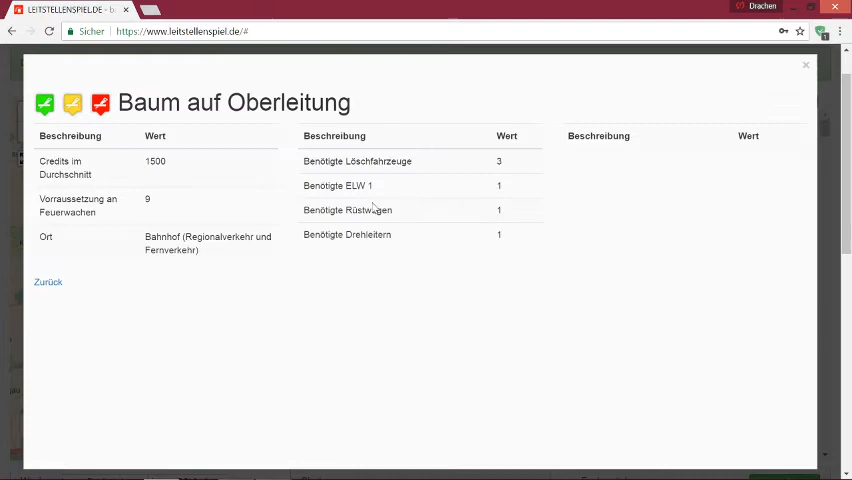 LEITSTELLENSPIEL.DE - b
Drachen
Sicher
https://www.leitstellenspiel.de/#
1
×
Baum auf Oberleitung
Beschreibung Wert
Credits im Durchschnitt 1500
Vorraussetzung an Feuerwachen 9
Ort Bahnhof (Regionalverkehr und Fernverkehr)
Beschreibung Wert
Benötigte Löschfahrzeuge 3
Benötigte ELW 1 1
Benötigte Rüstwagen 1
Benötigte Drehleitern 1
Beschreibung Wert
Zurück